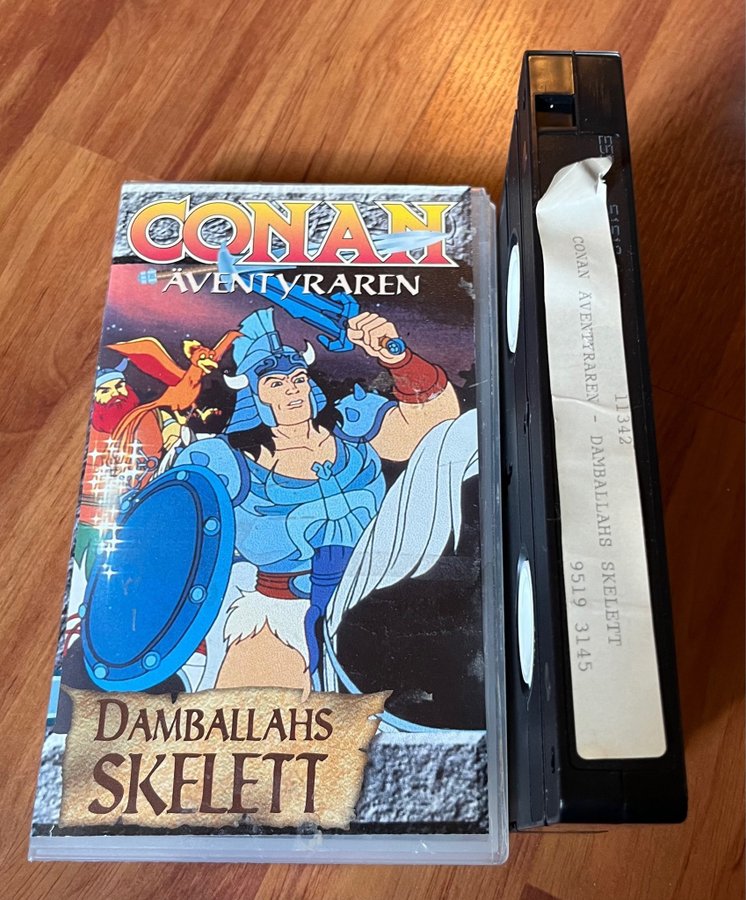 CONAN
ÄVENTYRAREN
DAMBALLAHS
SKELETT
11342
CONAN ÄVENTYRAREN - DAMBALLAHS SKELETT
9519 3145